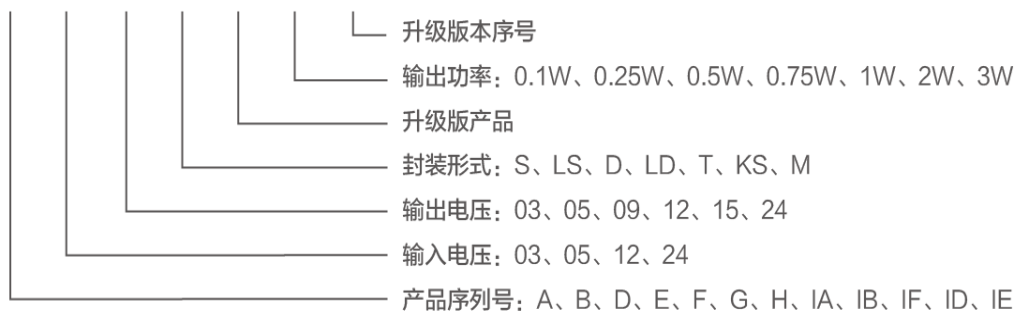 升级版本序号
输出功率：0.1W、0.25W、0.5W、0.75W、1W、2W、3W
升级版产品
封装形式：S、LS、D、LD、T、KS、M
输出电压：03、05、09、12、15、24
输入电压：03、05、12、24
产品序列号：A、B、D、E、F、G、H、IA、IB、IF、ID、IE